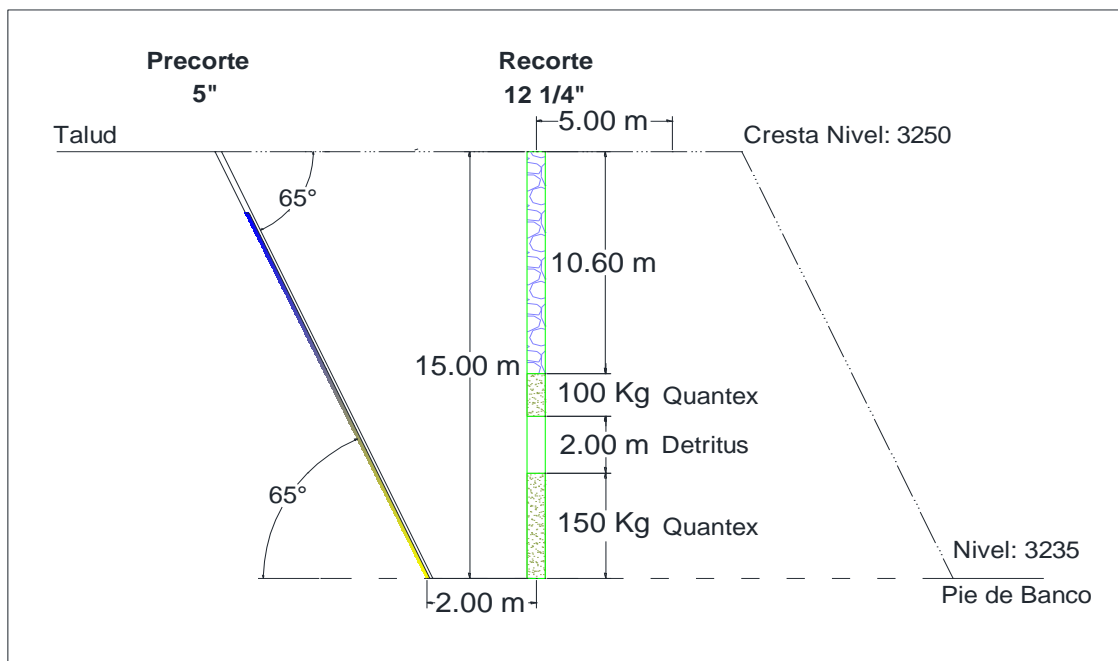 Precorte
5"
Recorte
12 1/4"
5.00 m
Talud
Cresta Nivel: 3250
65°
10.60 m
15.00 m
100 Kg Quantex
2.00 m Detritus
65°
150 Kg Quantex
Nivel: 3235
2.00 m
Pie de Banco